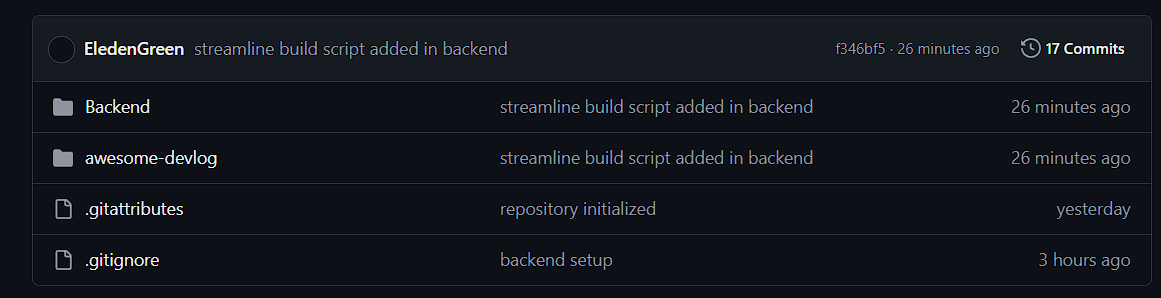 EledenGreen streamline build script added in backend f346bf5 · 26 minutes ago 17 Commits
Backend streamline build script added in backend 26 minutes ago
awesome-devlog streamline build script added in backend 26 minutes ago
.gitattributes repository initialized yesterday
.gitignore backend setup 3 hours ago